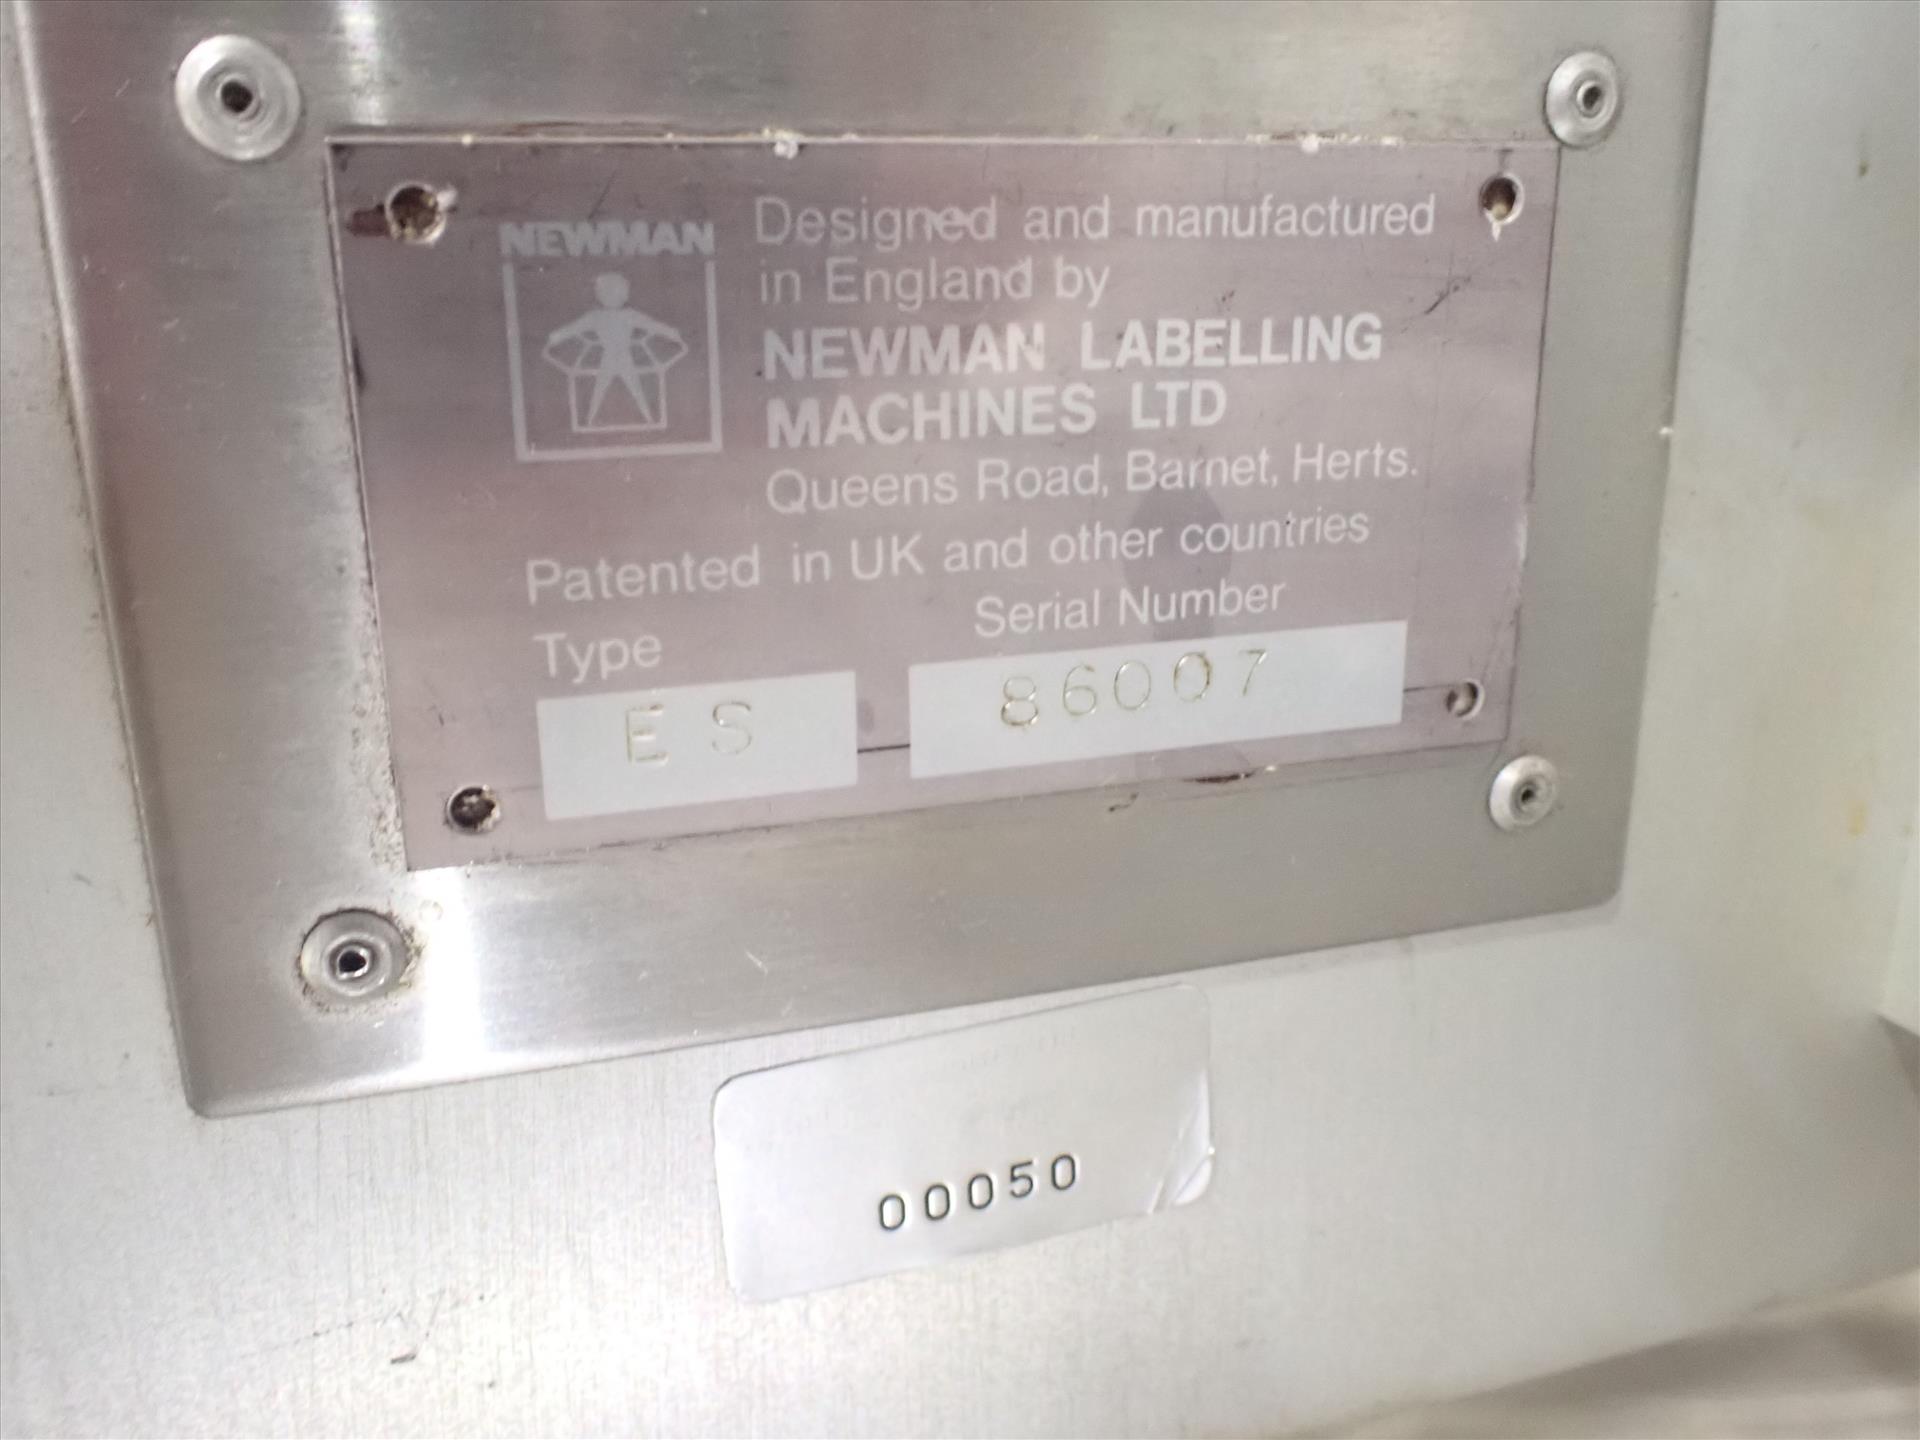 NEWMAN
Designed and manufactured
in England by
NEWMAN LABELLING
MACHINES LTD
Queens Road, Barnet, Herts.
Patented in UK and other countries
Type
Serial Number
ES
86007
00050